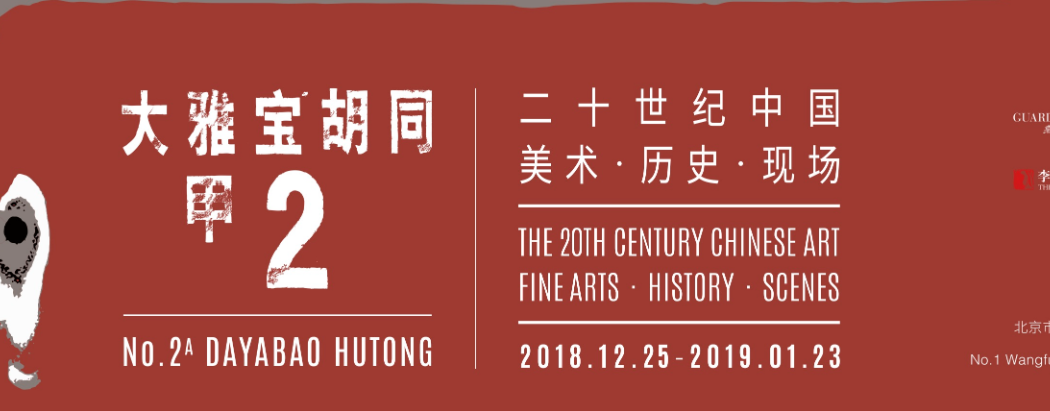 大雅宝胡同
甲2
No.2A DAYABAO HUTONG
二十世纪中国
美术·历史·现场
THE 20TH CENTURY CHINESE ART
FINE ARTS · HISTORY · SCENES
2018.12.25-2019.01.23
李
北京市
No.1